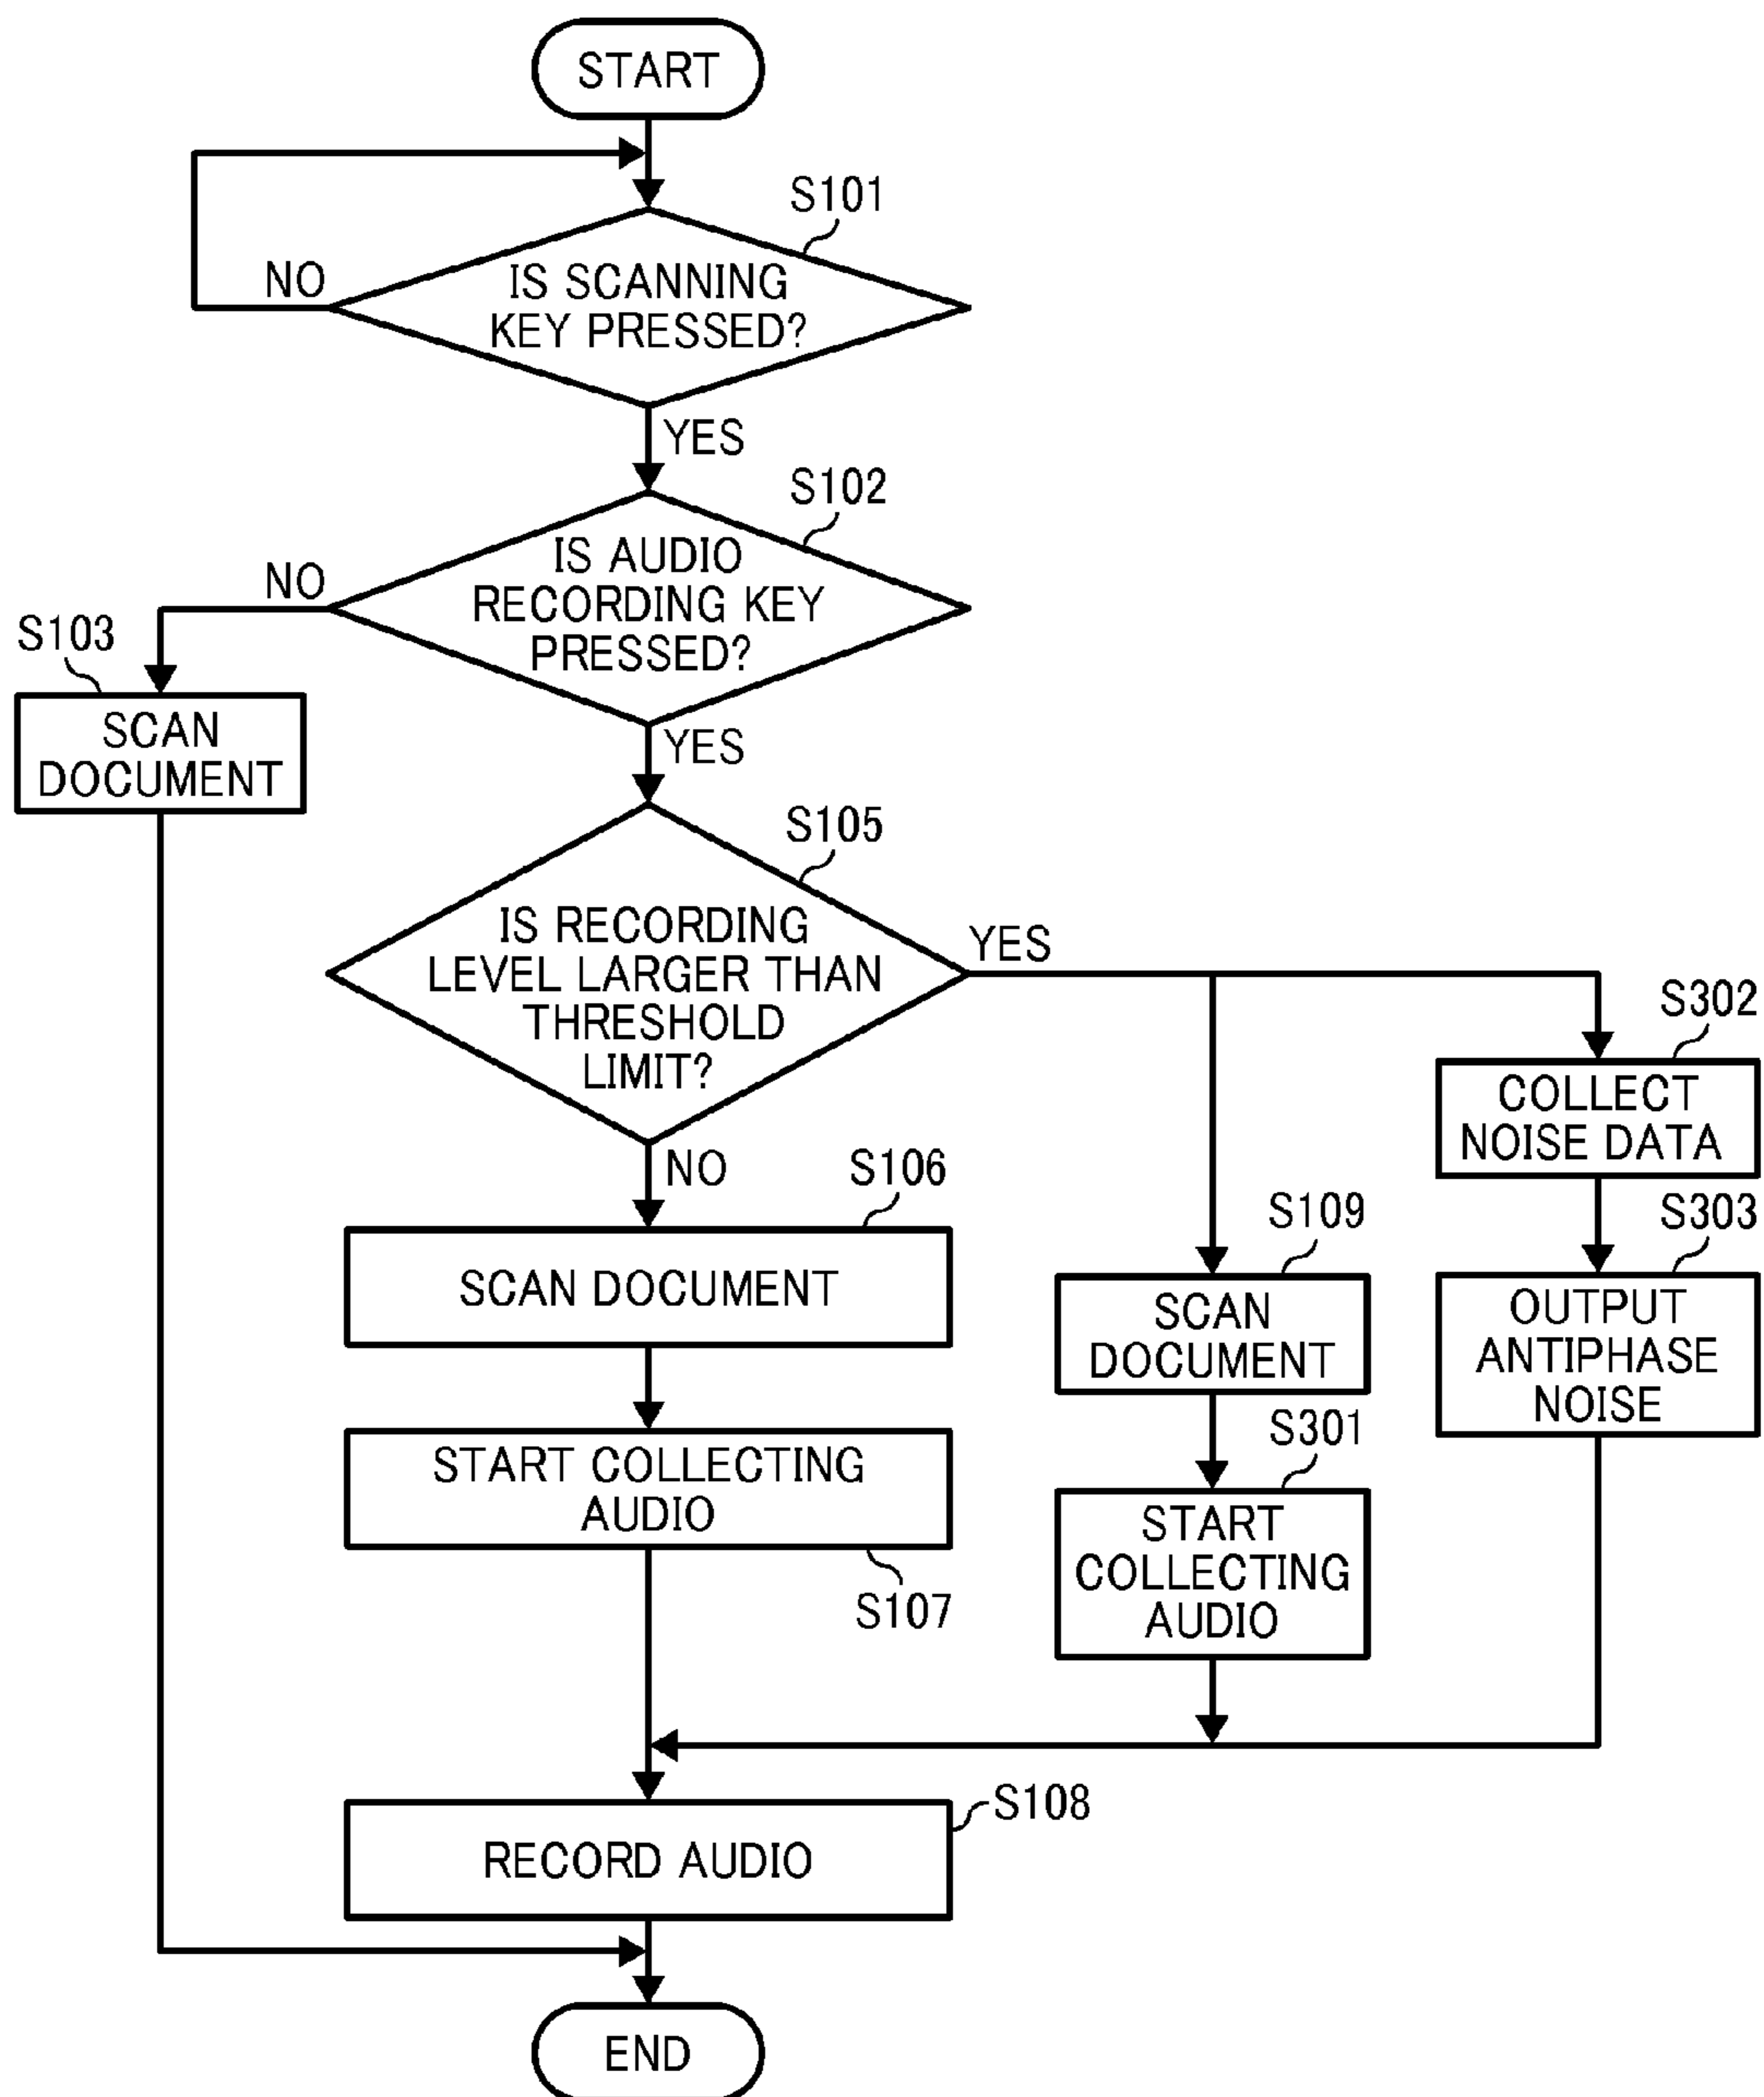 START
S101
NO
IS SCANNING
KEY PRESSED?
YES
S102
NO
IS AUDIO
RECORDING KEY
PRESSED?
S103
SCAN
DOCUMENT
YES
S105
IS RECORDING
LEVEL LARGER THAN
THRESHOLD
LIMIT?
YES
S302
COLLECT
NOISE DATA
NO
S106
SCAN DOCUMENT
S109
SCAN
DOCUMENT
S303
OUTPUT
ANTIPHASE
NOISE
START COLLECTING
AUDIO
S107
S301
START
COLLECTING
AUDIO
S108
RECORD AUDIO
END